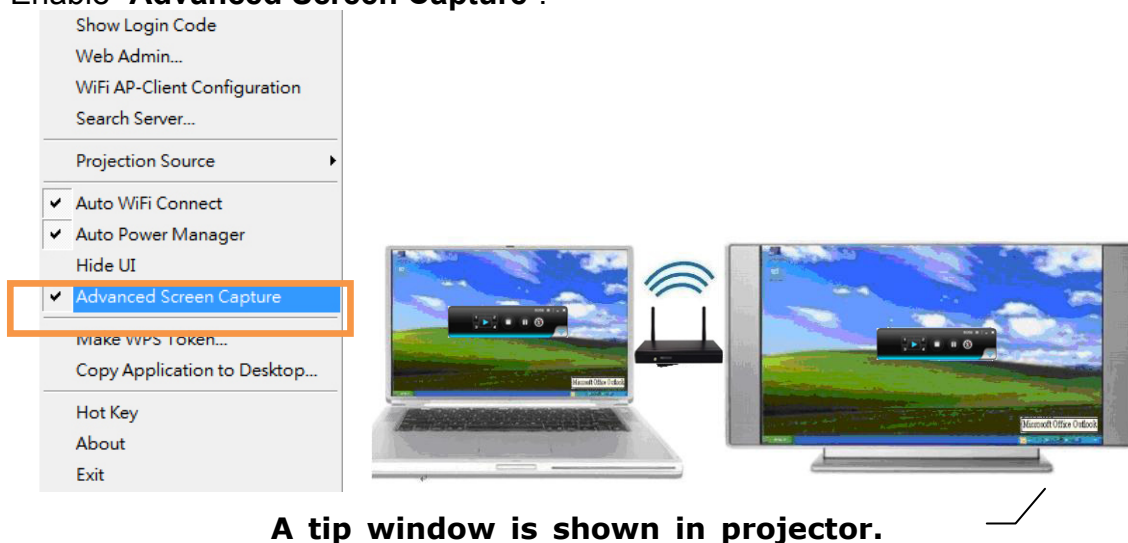 Enable "Advanced Screen Capture".
Show Login Code
Web Admin...
WiFi AP-Client Configuration
Search Server...
Projection Source
Auto WiFi Connect
Auto Power Manager
Hide UI
Advanced Screen Capture
Make WPS Token...
Copy Application to Desktop...
Hot Key
About
Exit
Microsoft Office Outlook
Microsoft Office Outlook
A tip window is shown in projector.